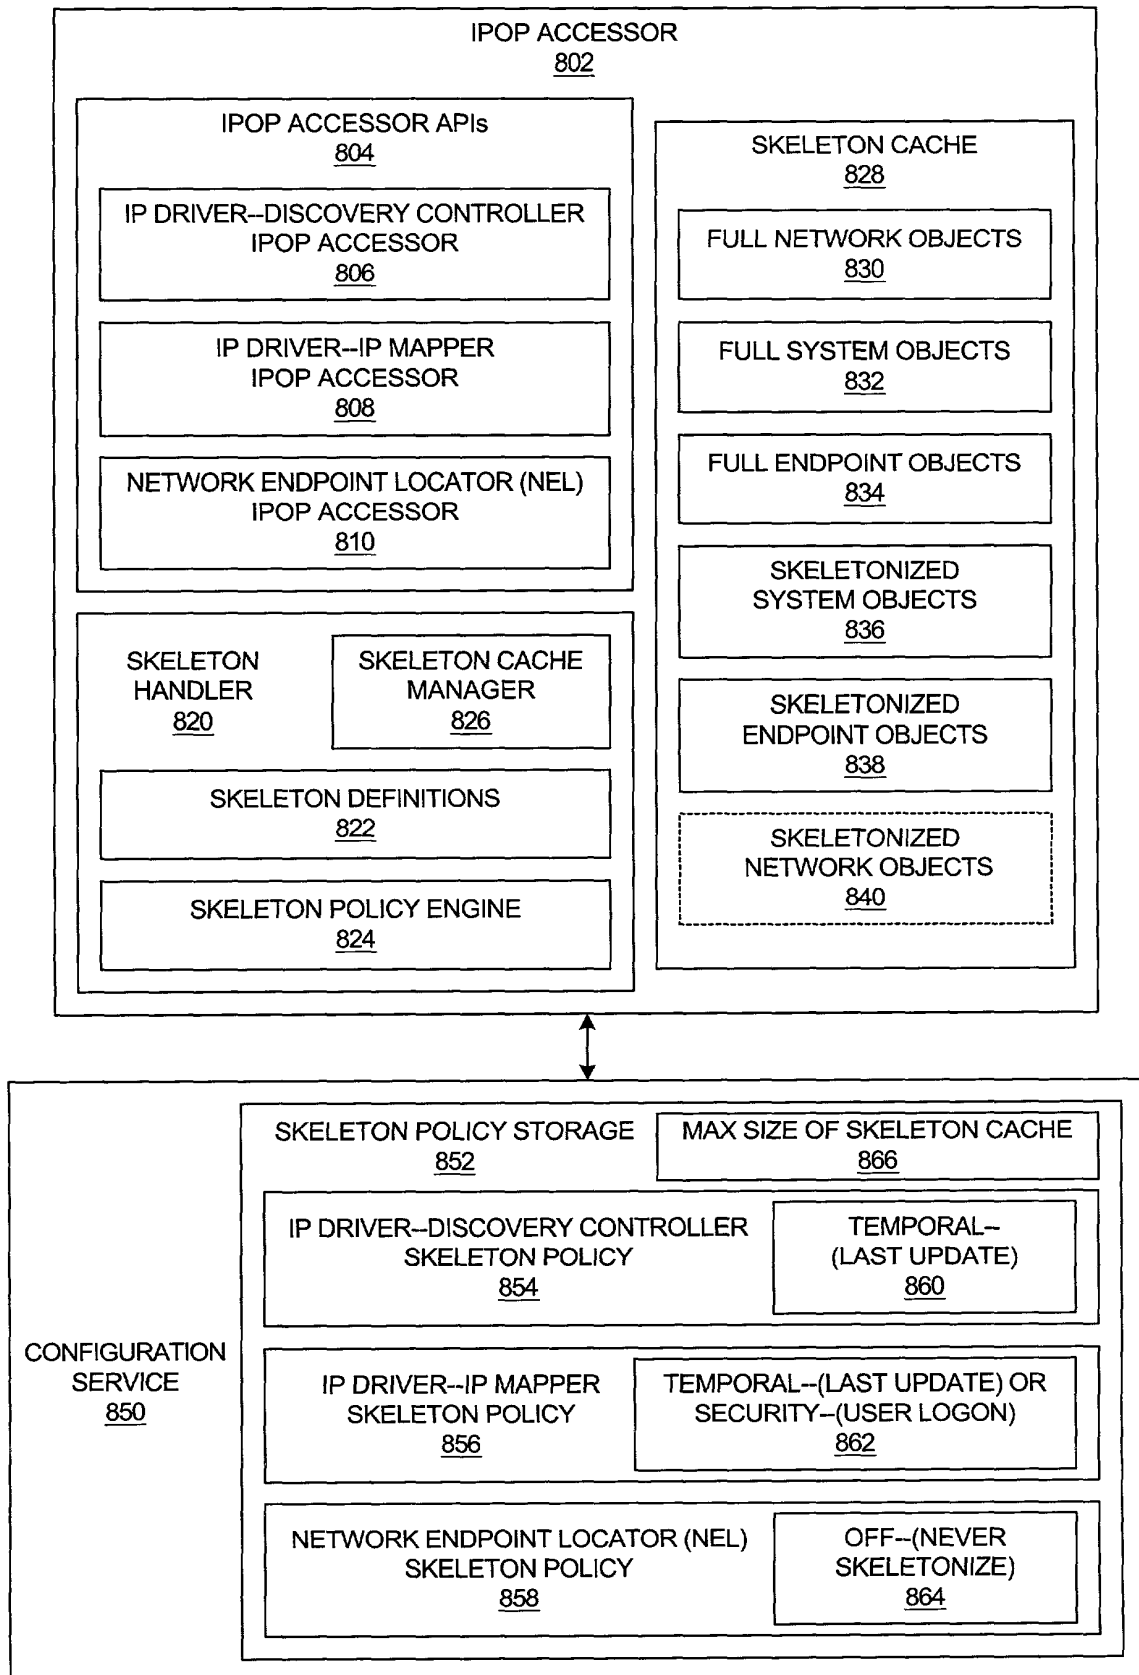 IPOP ACCESSOR
802
IPOP ACCESSOR APIs
804
IP DRIVER--DISCOVERY CONTROLLER
IPOP ACCESSOR
806
IP DRIVER--IP MAPPER
IPOP ACCESSOR
808
NETWORK ENDPOINT LOCATOR (NEL)
IPOP ACCESSOR
810
SKELETON
HANDLER
820
SKELETON CACHE
MANAGER
826
SKELETON DEFINITIONS
822
SKELETON POLICY ENGINE
824
SKELETON CACHE
828
FULL NETWORK OBJECTS
830
FULL SYSTEM OBJECTS
832
FULL ENDPOINT OBJECTS
834
SKELETONIZED
SYSTEM OBJECTS
836
SKELETONIZED
ENDPOINT OBJECTS
838
SKELETONIZED
NETWORK OBJECTS
840
CONFIGURATION
SERVICE
850
SKELETON POLICY STORAGE
852
MAX SIZE OF SKELETON CACHE
866
IP DRIVER--DISCOVERY CONTROLLER
SKELETON POLICY
854
TEMPORAL--
(LAST UPDATE)
860
IP DRIVER--IP MAPPER
SKELETON POLICY
856
TEMPORAL--(LAST UPDATE) OR
SECURITY--(USER LOGON)
862
NETWORK ENDPOINT LOCATOR (NEL)
SKELETON POLICY
858
OFF--(NEVER
SKELETONIZE)
864